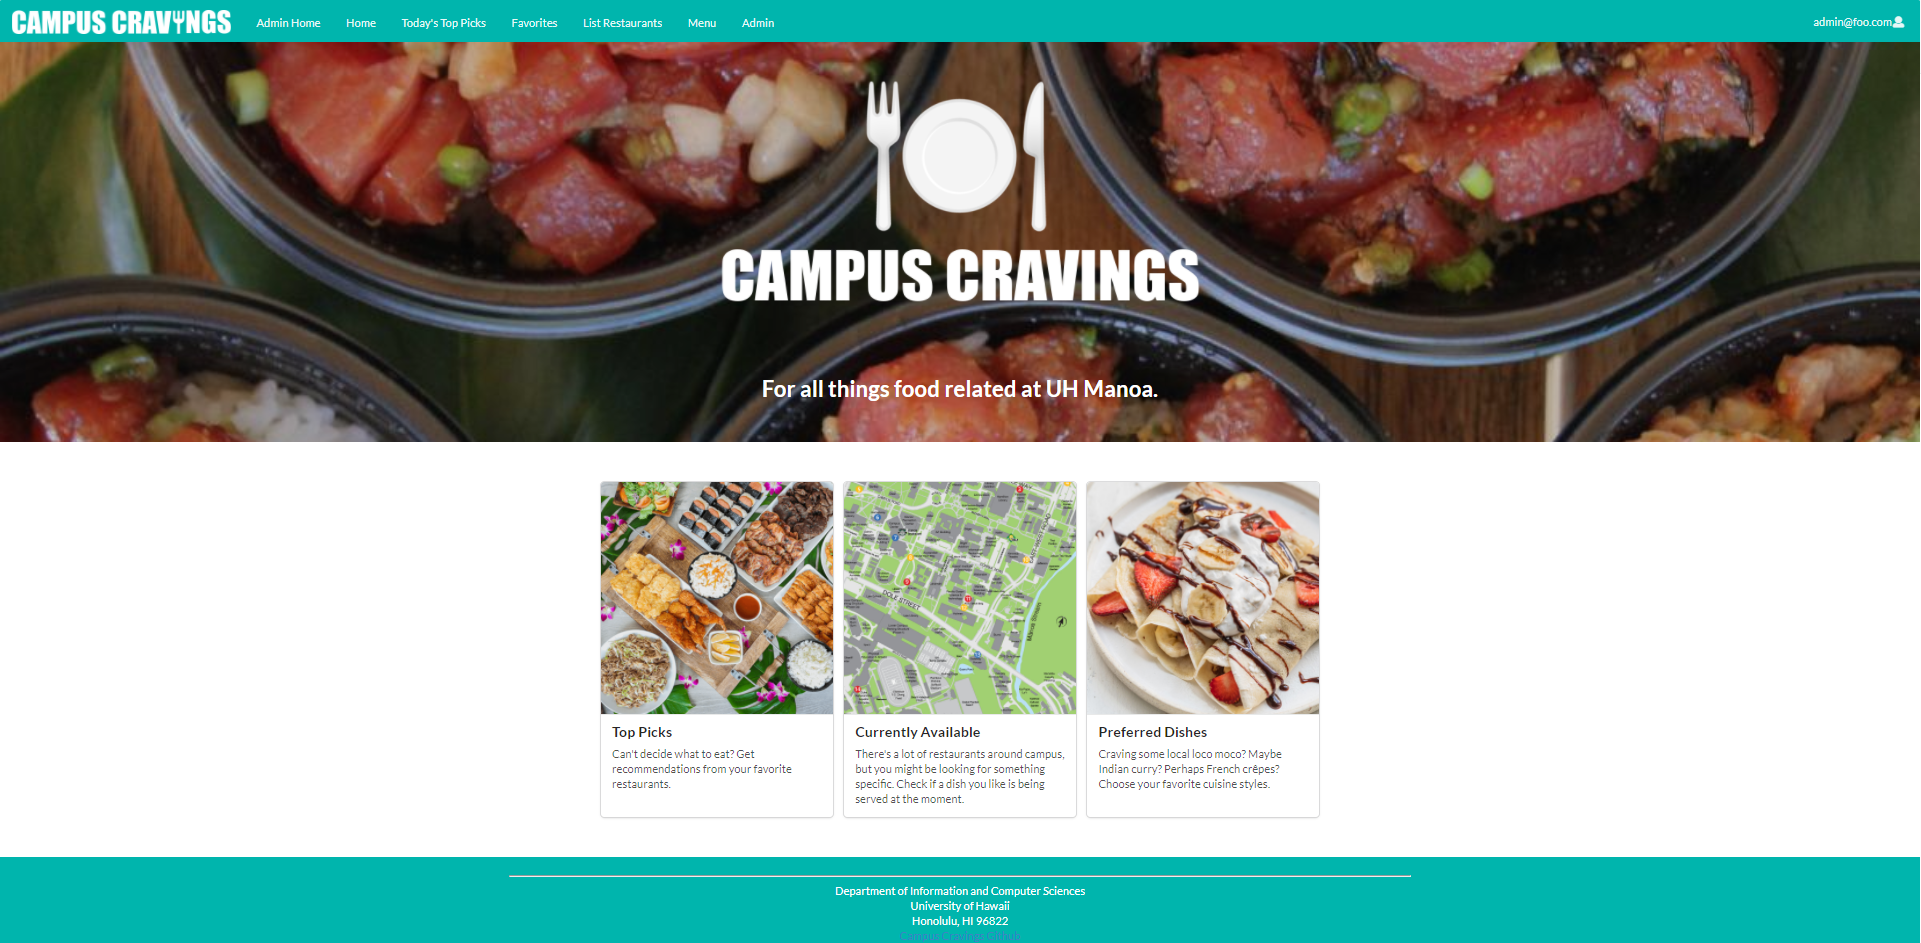 CAMPUS CRAVINGS
Admin Home Home Today's Top Picks Favorites List Restaurants Menu Admin
admin@foo.com
CAMPUS CRAVINGS
For all things food related at UH Manoa.
DOLE STREET
Top Picks
Can't decide what to eat? Get
recommendations from your favorite
restaurants.
Currently Available
There's a lot of restaurants around campus,
but you might be looking for something
specific. Check if a dish you like is being
served at the moment.
Preferred Dishes
Craving some local loco moco? Maybe
Indian curry? Perhaps French crêpes?
Choose your favorite cuisine styles.
Department of Information and Computer Sciences
University of Hawaii
Honolulu, HI 96822
Campus Cravings Github